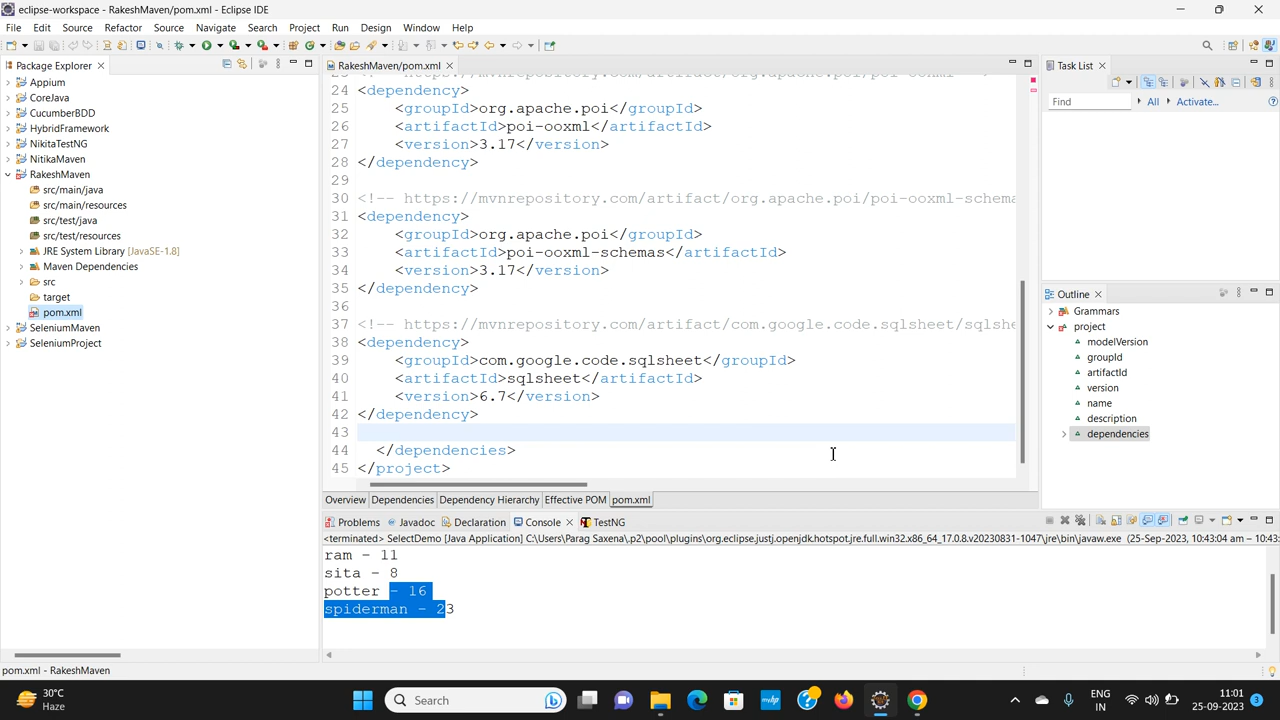 eclipse-workspace - RakeshMaven/pom.xml - Eclipse IDE
File Edit Source Refactor Source Navigate Search Project Run Design Window Help
Package Explorer
Appium
CoreJava
CucumberBDD
HybridFramework
NikitaTestNG
NitikaMaven
RakeshMaven
src/main/java
src/main/resources
src/test/java
src/test/resources
JRE System Library [JavaSE-1.8]
Maven Dependencies
src
target
pom.xml
SeleniumMaven
SeleniumProject
RakeshMaven/pom.xml
24 <dependency>
25 <groupId>org.apache.poi</groupId>
26 <artifactId>poi-ooxml</artifactId>
27 <version>3.17</version>
28 </dependency>
29
30 <!-- https://mvnrepository.com/artifact/org.apache.poi/poi-ooxml-schema
31 <dependency>
32 <groupId>org.apache.poi</groupId>
33 <artifactId>poi-ooxml-schemas</artifactId>
34 <version>3.17</version>
35 </dependency>
36
37 <!-- https://mvnrepository.com/artifact/com.google.code.sqlsheet/sqlshe
38 <dependency>
39 <groupId>com.google.code.sqlsheet</groupId>
40 <artifactId>sqlsheet</artifactId>
41 <version>6.7</version>
42 </dependency>
43
44 </dependencies>
45 </project>
Overview Dependencies Dependency Hierarchy Effective POM pom.xml
Task List
Find All Activate...
Outline
Grammars
project
modelVersion
groupId
artifactId
version
name
description
dependencies
Problems Javadoc Declaration Console TestNG
<terminated> SelectDemo [Java Application] C:\Users\Parag Saxena\.p2\pool\plugins\org.eclipse.justj.openjdk.hotspot.jre.full.win32.x86_64_17.0.8.v20230831-1047\jre\bin\javaw.exe (25-Sep-2023, 10:43:04 am – 10:43:
ram - 11
sita - 8
potter - 16
spiderman - 23
pom.xml - RakeshMaven
30°C
Haze
Search
ENG
IN
11:01
25-09-2023
3